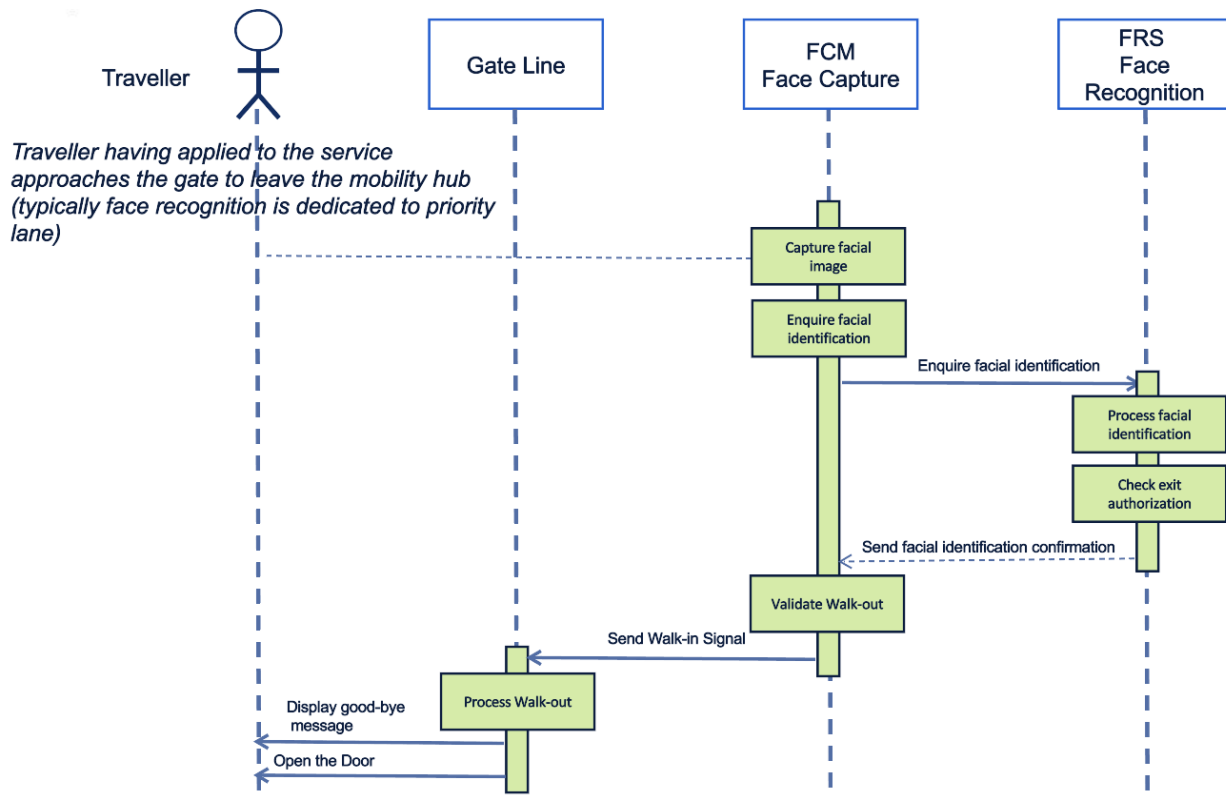 Traveller
Gate Line
FCM
Face Capture
FRS
Face
Recognition
Traveller having applied to the service
approaches the gate to leave the mobility hub
(typically face recognition is dedicated to priority
lane)
Capture facial
image
Enquire facial
identification
Enquire facial identification
Process facial
identification
Check exit
authorization
Send facial identification confirmation
Validate Walk-out
Send Walk-in Signal
Process Walk-out
Display good-bye
message
Open the Door